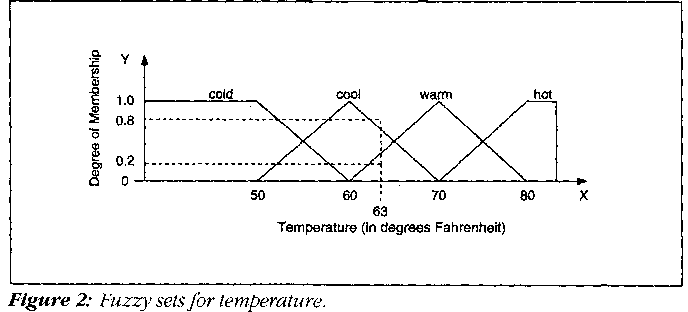 Y
cold cool warm hot
1.0
0.8
0.2
0
50 60 70 80 X
63
Degree of Membership
Temperature (in degrees Fahrenheit)
Figure 2: Fuzzy sets for temperature.